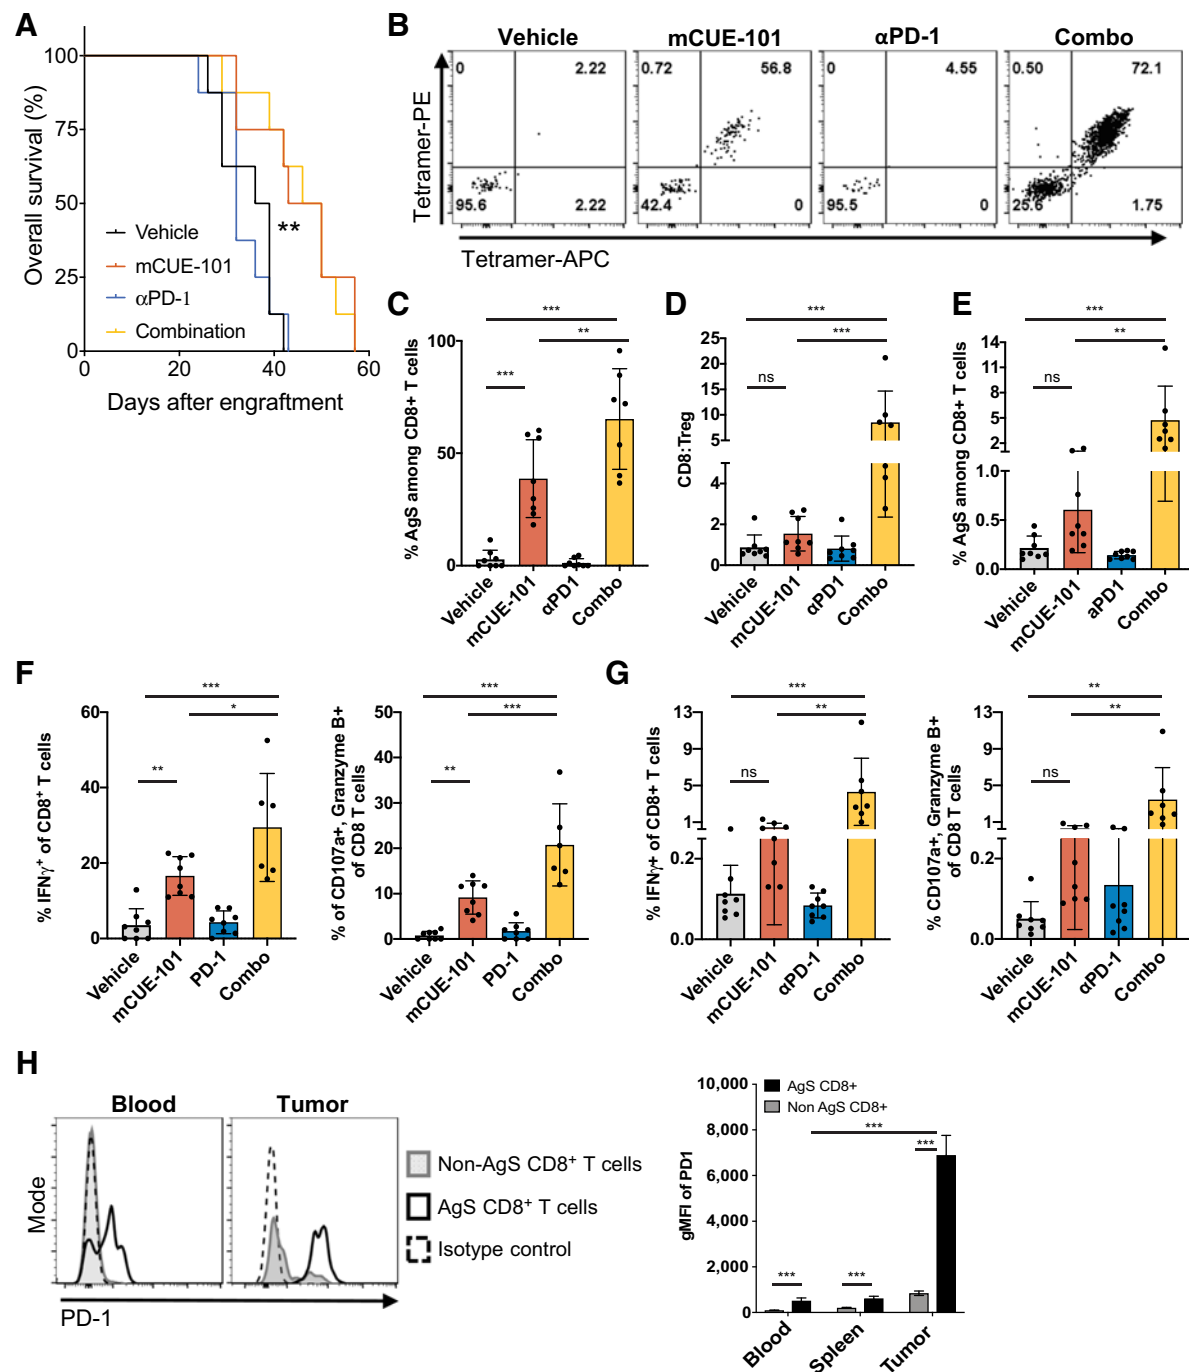 A
100
75
50
25
0
Overall survival (%)
**
Vehicle
mCUE-101
αPD-1
Combination
0 20 40 60
Days after engraftment
B
Vehicle mCUE-101 αPD-1 Combo
0 2.22 0.72 56.8 0 4.55 0.50 72.1
95.6 2.22 42.4 0 95.5 0 25.6 1.75
Tetramer-PE
Tetramer-APC
C
*** 
**
***
100
50
0
% AgS among CD8+ T cells
Vehicle mCUE-101 αPD1 Combo
D
***
***
ns
25
20
15
10
5
4
2
0
CD8:Treg
Vehicle mCUE-101 αPD1 Combo
E
***
**
ns
14
11
8
5
2
1.0
0.5
0.0
% AgS among CD8+ T cells
Vehicle mCUE-101 aPD1 Combo
F
***
*
**
60
40
20
0
% IFNγ+ of CD8+ T cells
Vehicle mCUE-101 PD-1 Combo
***
***
**
50
40
30
20
10
0
% of CD107a+, Granzyme B+
of CD8 T cells
Vehicle mCUE-101 PD-1 Combo
G
***
**
ns
13
9
5
1
0.2
0.0
% IFNγ+ of CD8+ T cells
Vehicle mCUE-101 αPD-1 Combo
**
**
ns
13
9
5
1
0.2
0.0
% CD107a+, Granzyme B+
of CD8 T cells
Vehicle mCUE-101 αPD-1 Combo
H
Blood Tumor
Mode
PD-1
Non-AgS CD8+ T cells
AgS CD8+ T cells
Isotype control
10,000
8,000
6,000
4,000
2,000
0
gMFI of PD1
AgS CD8+
Non AgS CD8+
***
***
*** ***
Blood Spleen Tumor